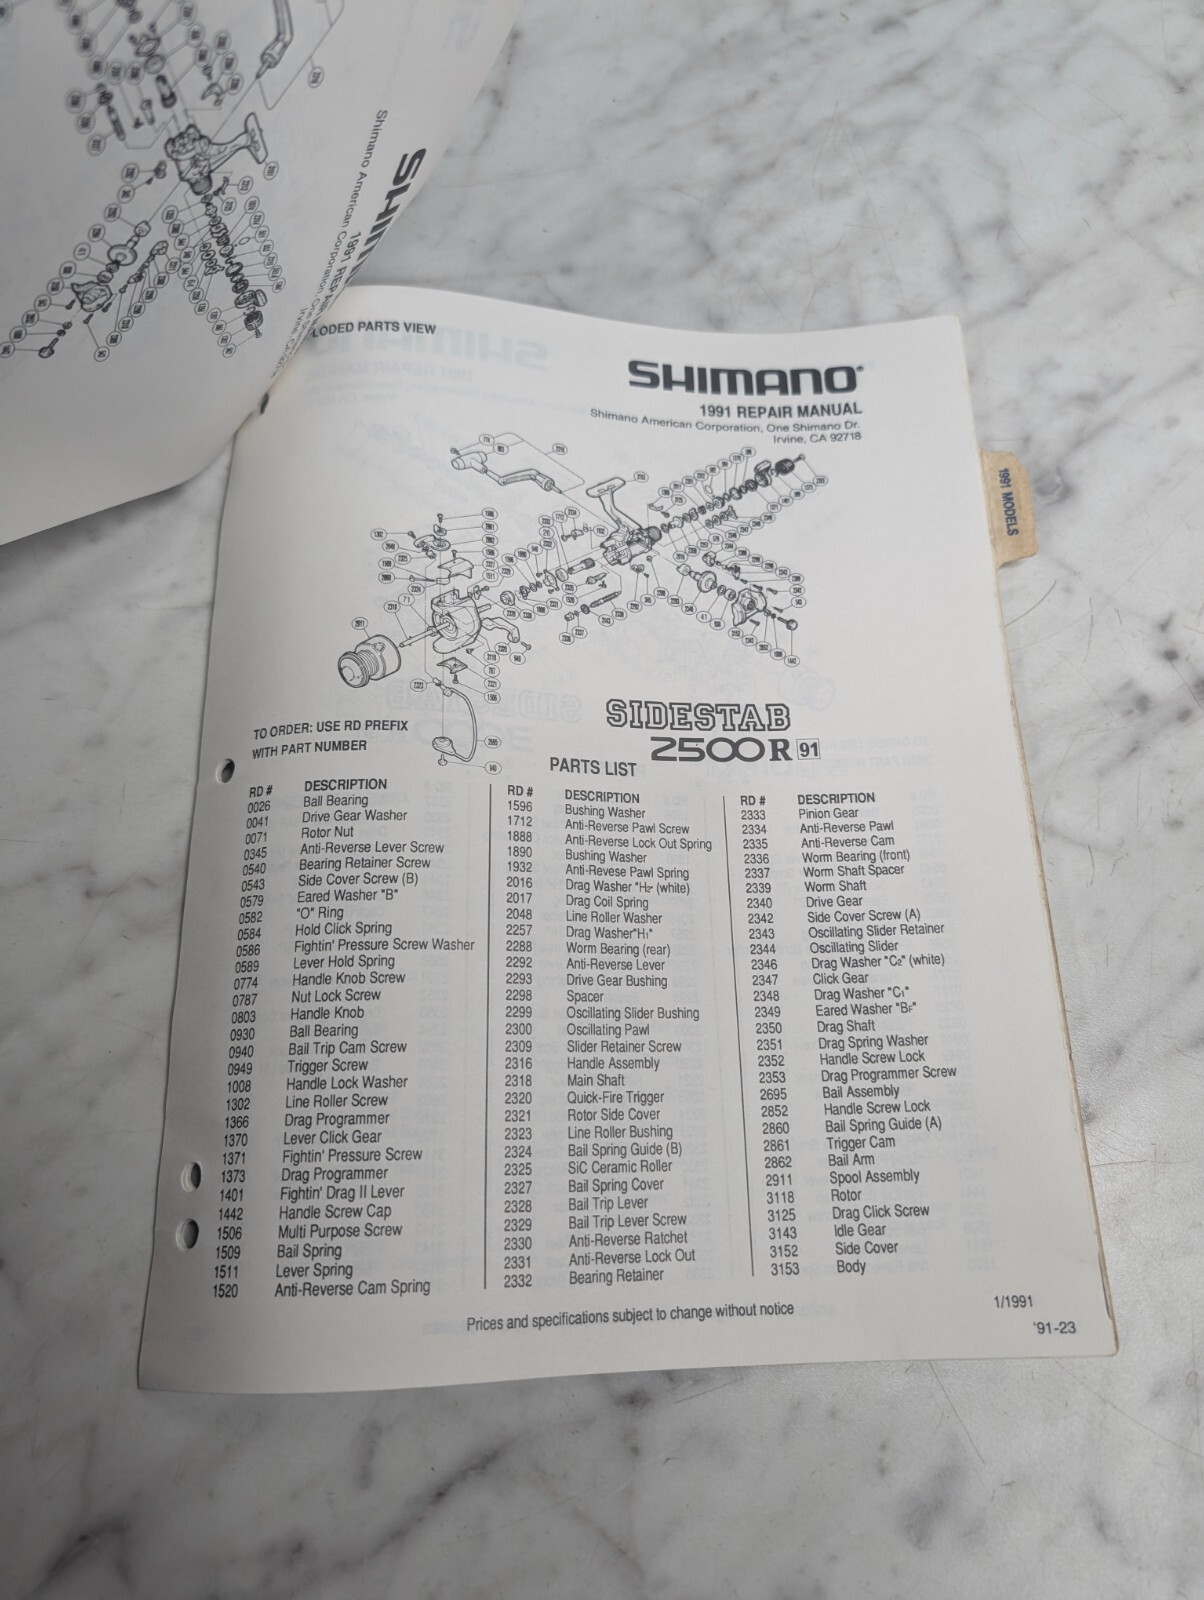 Shimano American Corporation, One
SHIM
1991 REPAIR
LODED PARTS VIEW
SHIMANO
1991 REPAIR MANUAL
Shimano American Corporation, One Shimano Dr.
Irvine, CA 92718
1991 MODELS
SIDESTAB
2500R 91
TO ORDER: USE RD PREFIX
WITH PART NUMBER
PARTS LIST
RD # DESCRIPTION
0026 Ball Bearing
0041 Drive Gear Washer
0071 Rotor Nut
0345 Anti-Reverse Lever Screw
0540 Bearing Retainer Screw
0543 Side Cover Screw (B)
0579 Eared Washer "B"
0582 "O" Ring
0584 Hold Click Spring
0586 Fightin' Pressure Screw Washer
0589 Lever Hold Spring
0774 Handle Knob Screw
0787 Nut Lock Screw
0803 Handle Knob
0930 Ball Bearing
0940 Bail Trip Cam Screw
0949 Trigger Screw
1008 Handle Lock Washer
1302 Line Roller Screw
1366 Drag Programmer
1370 Lever Click Gear
1371 Fightin' Pressure Screw
1373 Drag Programmer
1401 Fightin' Drag II Lever
1442 Handle Screw Cap
1506 Multi Purpose Screw
1509 Bail Spring
1511 Lever Spring
1520 Anti-Reverse Cam Spring
RD # DESCRIPTION
1596 Bushing Washer
1712 Anti-Reverse Pawl Screw
1888 Anti-Reverse Lock Out Spring
1890 Bushing Washer
1932 Anti-Revese Pawl Spring
2016 Drag Washer "H2" (white)
2017 Drag Coil Spring
2048 Line Roller Washer
2257 Drag Washer"H1"
2288 Worm Bearing (rear)
2292 Anti-Reverse Lever
2293 Drive Gear Bushing
2298 Spacer
2299 Oscillating Slider Bushing
2300 Oscillating Pawl
2309 Slider Retainer Screw
2316 Handle Assembly
2318 Main Shaft
2320 Quick-Fire Trigger
2321 Rotor Side Cover
2323 Line Roller Bushing
2324 Bail Spring Guide (B)
2325 SiC Ceramic Roller
2327 Bail Spring Cover
2328 Bail Trip Lever
2329 Bail Trip Lever Screw
2330 Anti-Reverse Ratchet
2331 Anti-Reverse Lock Out
2332 Bearing Retainer
RD # DESCRIPTION
2333 Pinion Gear
2334 Anti-Reverse Pawl
2335 Anti-Reverse Cam
2336 Worm Bearing (front)
2337 Worm Shaft Spacer
2339 Worm Shaft
2340 Drive Gear
2342 Side Cover Screw (A)
2343 Oscillating Slider Retainer
2344 Oscillating Slider
2346 Drag Washer "C2" (white)
2347 Click Gear
2348 Drag Washer "C1"
2349 Eared Washer "BF"
2350 Drag Shaft
2351 Drag Spring Washer
2352 Handle Screw Lock
2353 Drag Programmer Screw
2695 Bail Assembly
2852 Handle Screw Lock
2860 Bail Spring Guide (A)
2861 Trigger Cam
2862 Bail Arm
2911 Spool Assembly
3118 Rotor
3125 Drag Click Screw
3143 Idle Gear
3152 Side Cover
3153 Body
Prices and specifications subject to change without notice
1/1991
'91-23